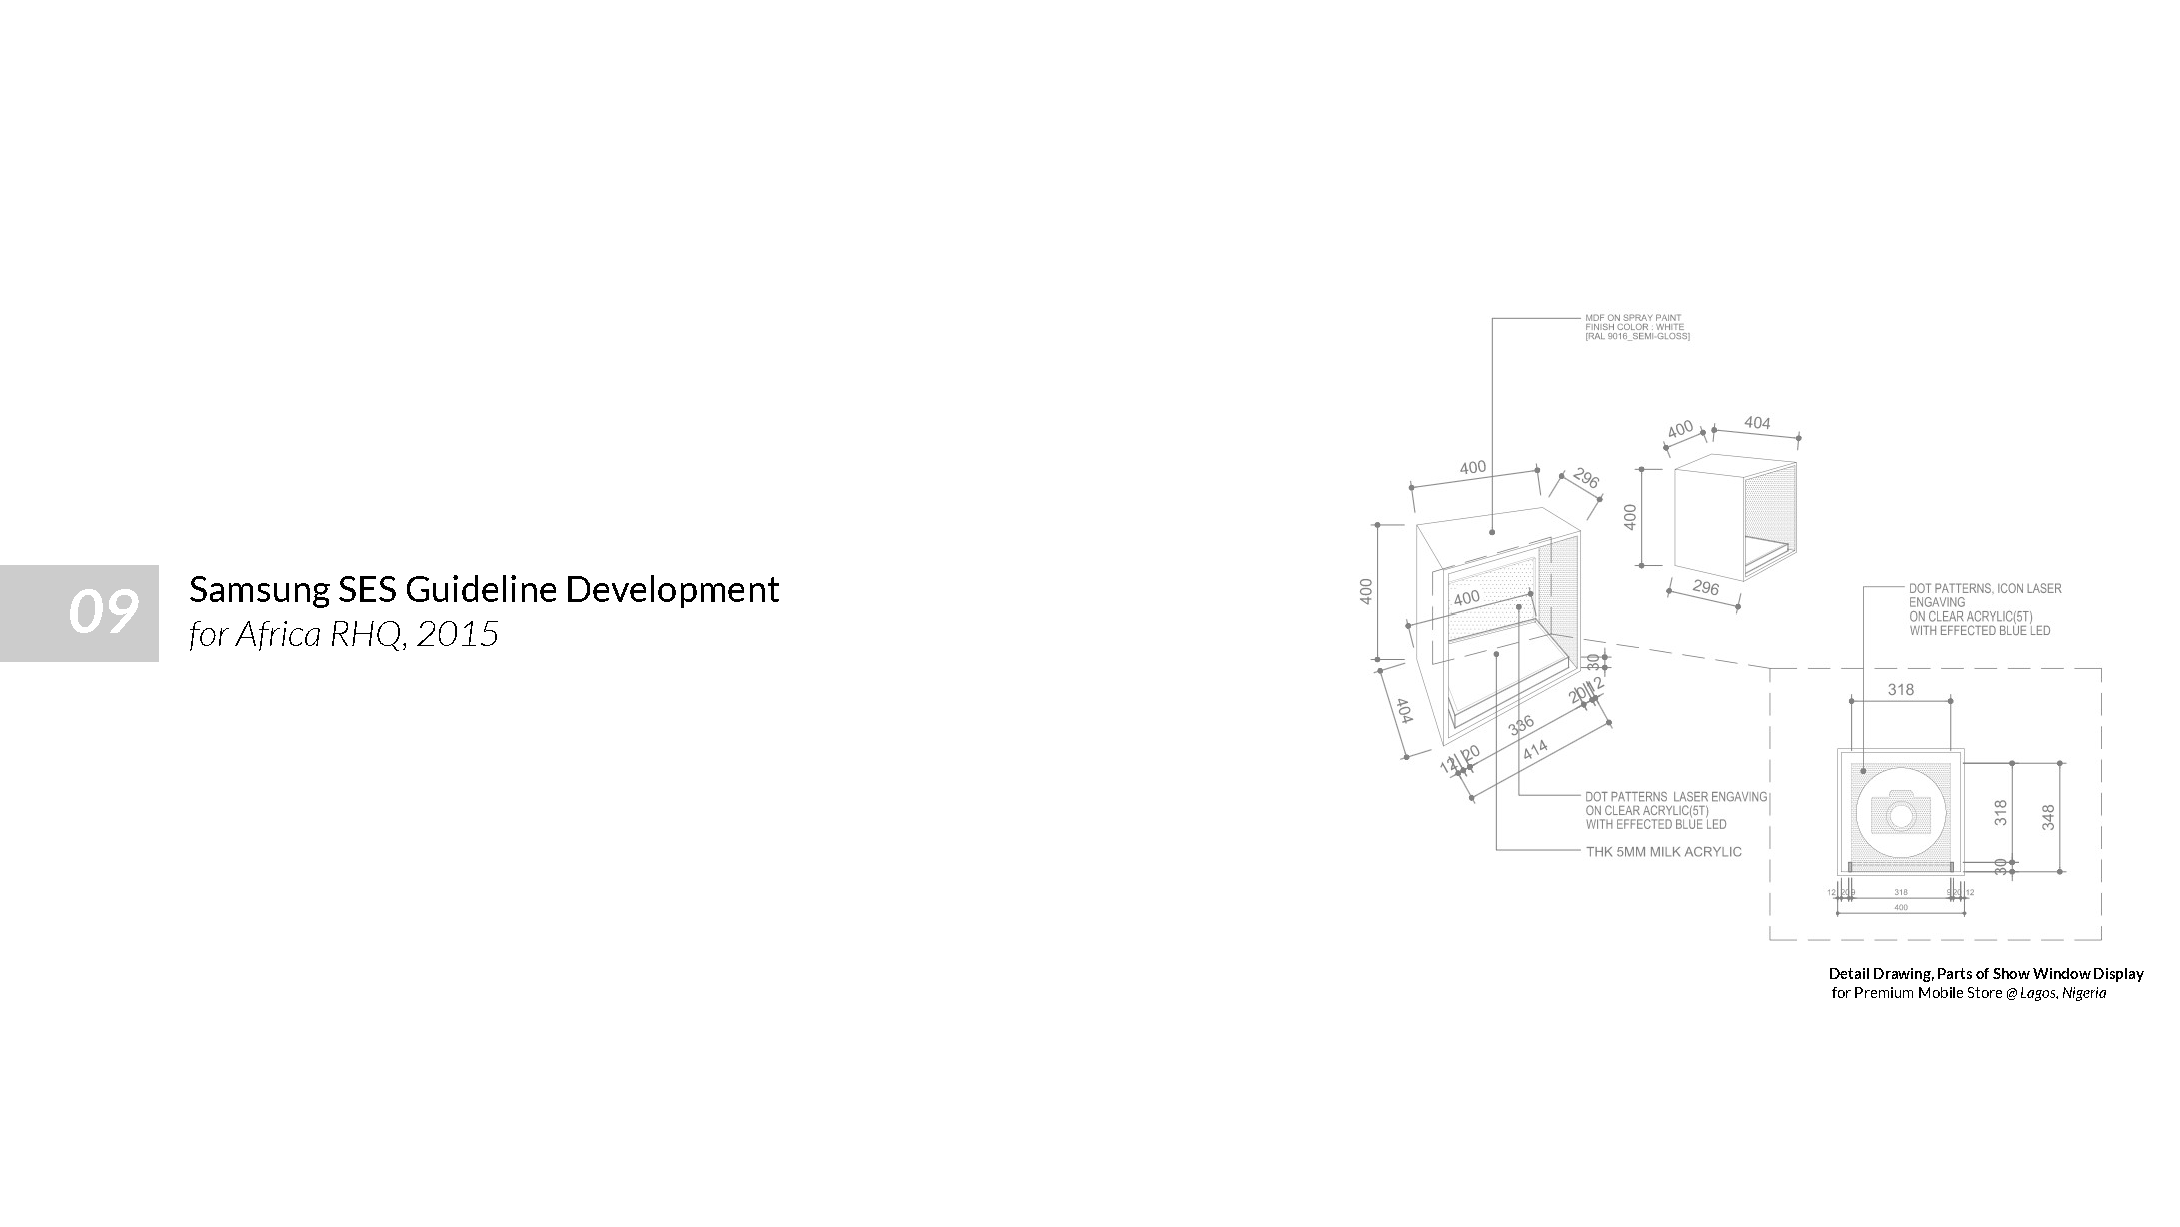 09
Samsung SES Guideline Development
for Africa RHQ, 2015
MDF ON SPRAY PAINT
FINISH COLOR : WHITE
[RAL 9016_SEMI-GLOSS]
400
404
400
296
400
296
400
400
404
400
30
20
12
336
414
12
20
DOT PATTERNS, ICON LASER
ENGAVING
ON CLEAR ACRYLIC(5T)
WITH EFFECTED BLUE LED
318
DOT PATTERNS  LASER ENGAVING
ON CLEAR ACRYLIC(5T)
WITH EFFECTED BLUE LED
THK 5MM MILK ACRYLIC
318
348
30
12 20 9 318 9 20 12
400
Detail Drawing, Parts of Show Window Display
for Premium Mobile Store @ Lagos, Nigeria